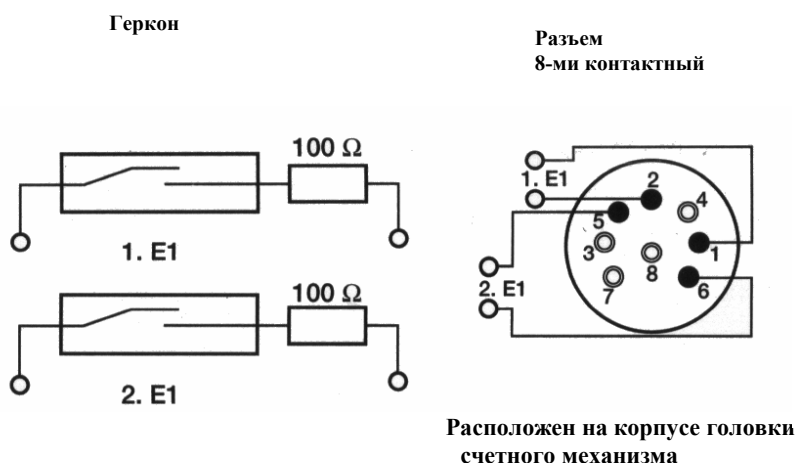 Геркон
Разъем
8-ми контактный
100 Ω
1. E1
100 Ω
2. E1
1. E1
2
4
5
3
1
8
2. E1
7
6
Расположен на корпусе головки
счетного механизма